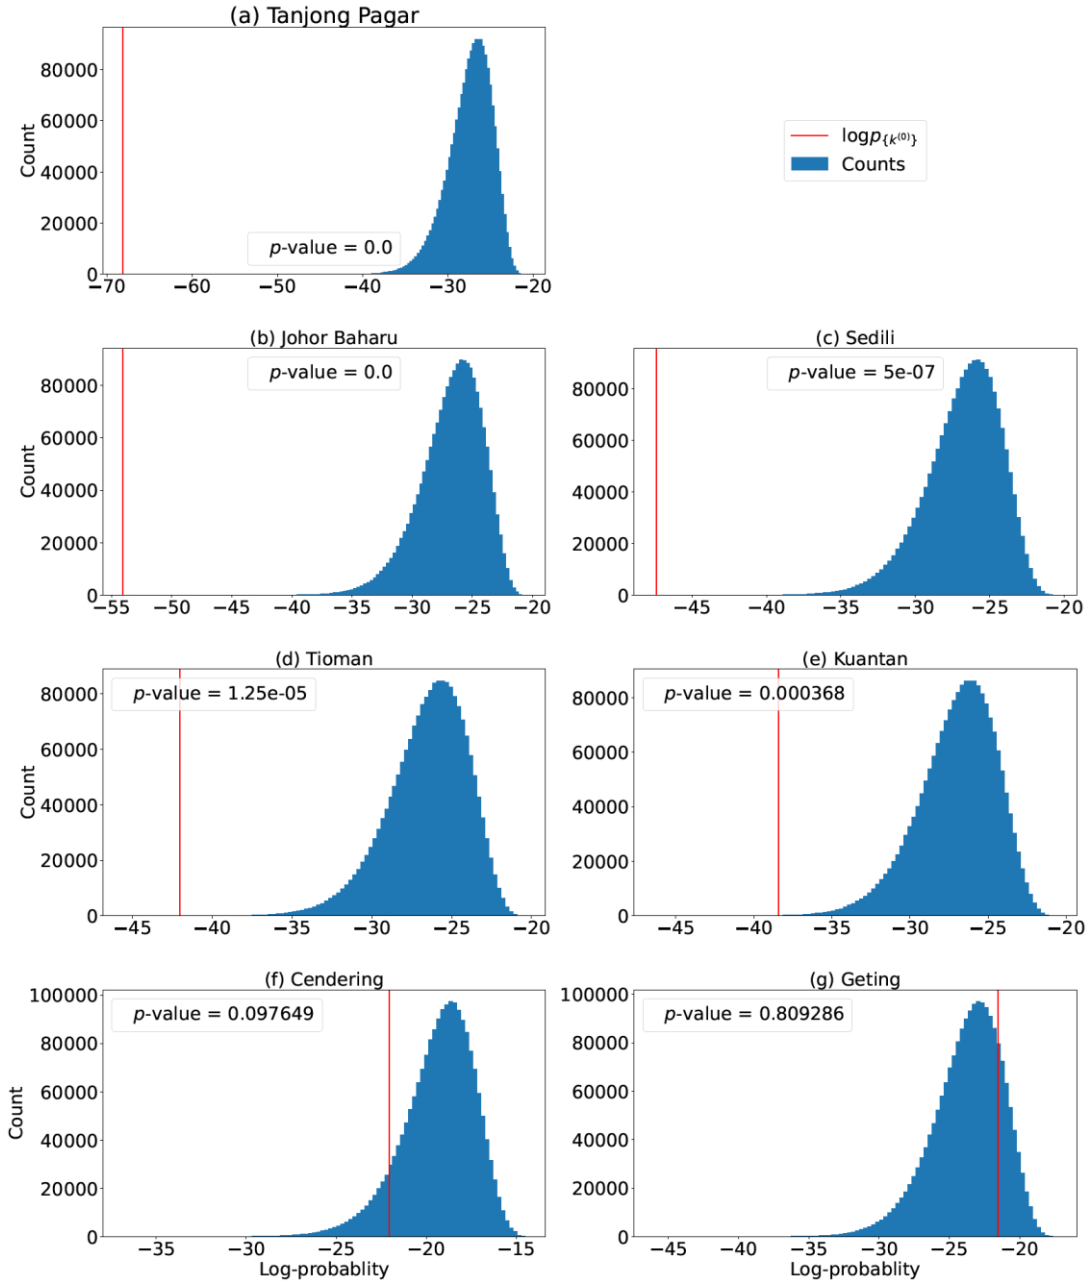 (a) Tanjong Pagar
Count
80000
60000
40000
20000
0
p-value = 0.0
−70 −60 −50 −40 −30 −20
logp{k(0)}
Counts
(b) Johor Baharu
Count
80000
60000
40000
20000
0
p-value = 0.0
−55 −50 −45 −40 −35 −30 −25 −20
(c) Sedili
80000
60000
40000
20000
0
p-value = 5e-07
−45 −40 −35 −30 −25 −20
(d) Tioman
Count
80000
60000
40000
20000
0
p-value = 1.25e-05
−45 −40 −35 −30 −25 −20
(e) Kuantan
80000
60000
40000
20000
0
p-value = 0.000368
−45 −40 −35 −30 −25 −20
(f) Cendering
Count
100000
80000
60000
40000
20000
0
p-value = 0.097649
−35 −30 −25 −20 −15
Log-probablity
(g) Geting
100000
80000
60000
40000
20000
0
p-value = 0.809286
−45 −40 −35 −30 −25 −20
Log-probablity